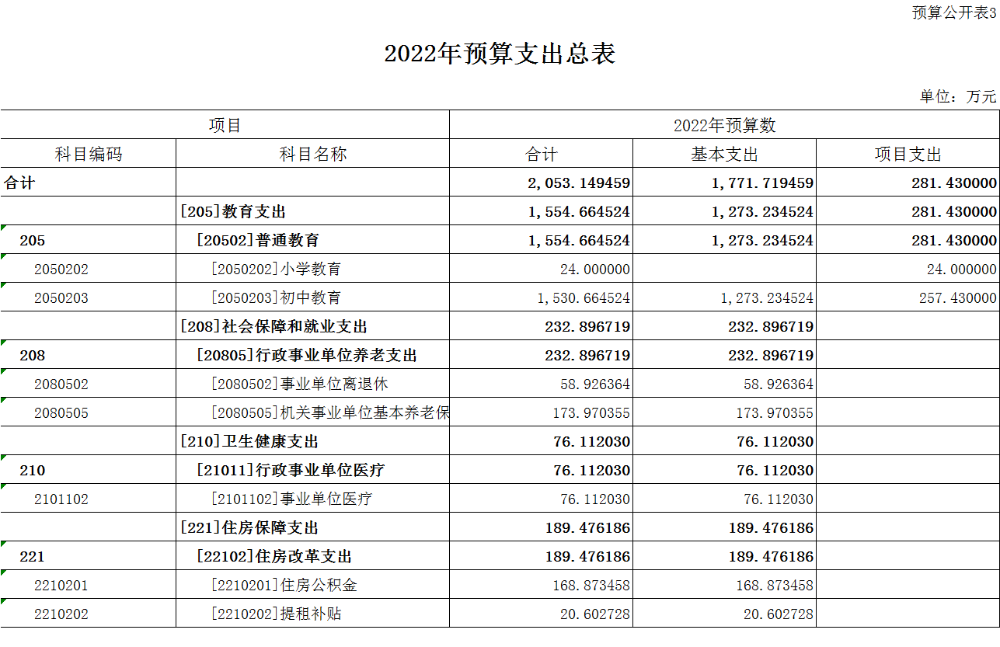 预算公开表3
2022年预算支出总表
单位：万元
项目 2022年预算数
科目编码 科目名称 合计 基本支出 项目支出
合计 2,053.149459 1,771.719459 281.430000
[205]教育支出 1,554.664524 1,273.234524 281.430000
205 [20502]普通教育 1,554.664524 1,273.234524 281.430000
2050202 [2050202]小学教育 24.000000 24.000000
2050203 [2050203]初中教育 1,530.664524 1,273.234524 257.430000
[208]社会保障和就业支出 232.896719 232.896719
208 [20805]行政事业单位养老支出 232.896719 232.896719
2080502 [2080502]事业单位离退休 58.926364 58.926364
2080505 [2080505]机关事业单位基本养老保 173.970355 173.970355
[210]卫生健康支出 76.112030 76.112030
210 [21011]行政事业单位医疗 76.112030 76.112030
2101102 [2101102]事业单位医疗 76.112030 76.112030
[221]住房保障支出 189.476186 189.476186
221 [22102]住房改革支出 189.476186 189.476186
2210201 [2210201]住房公积金 168.873458 168.873458
2210202 [2210202]提租补贴 20.602728 20.602728